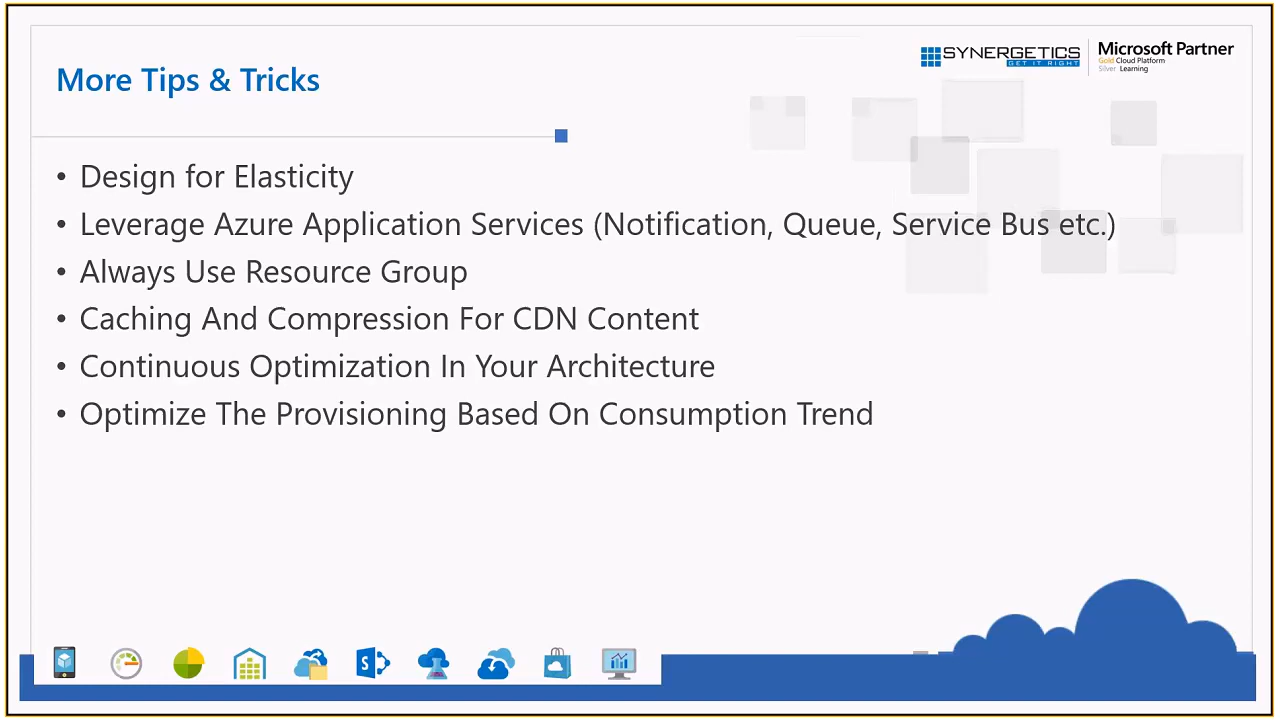 More Tips & Tricks
SYNERGETICS
GET IT RIGHT
Microsoft Partner
Gold Cloud Platform
Silver Learning
• Design for Elasticity
• Leverage Azure Application Services (Notification, Queue, Service Bus etc.)
• Always Use Resource Group
• Caching And Compression For CDN Content
• Continuous Optimization In Your Architecture
• Optimize The Provisioning Based On Consumption Trend
S